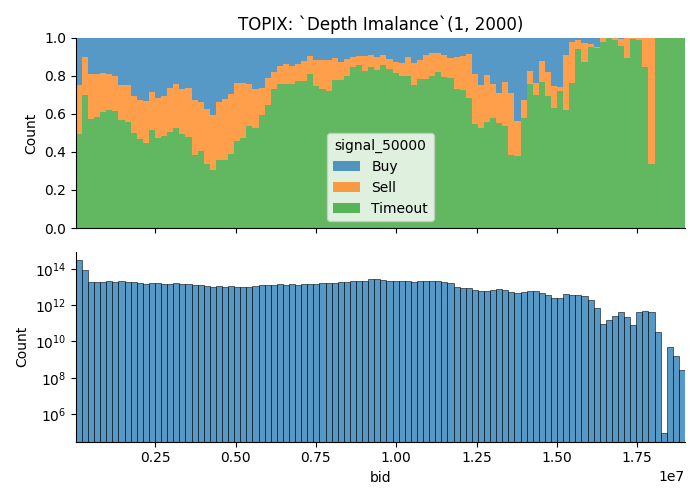 TOPIX: `Depth Imalance`(1, 2000)
1.0
0.8
0.6
0.4
0.2
0.0
Count
signal_50000
Buy
Sell
Timeout
10^14
10^12
10^10
10^8
10^6
Count
0.25 0.50 0.75 1.00 1.25 1.50 1.75
1e7
bid